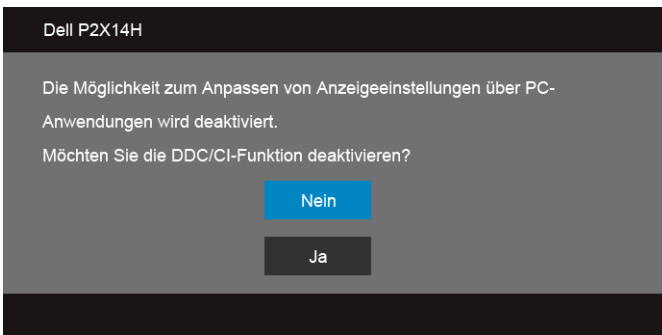 Dell P2X14H
Die Möglichkeit zum Anpassen von Anzeigeeinstellungen über PC-
Anwendungen wird deaktiviert.
Möchten Sie die DDC/CI-Funktion deaktivieren?
Nein
Ja